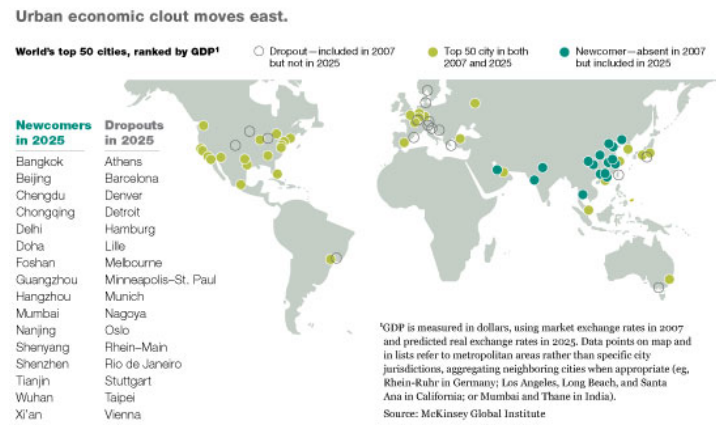 Urban economic clout moves east.
World's top 50 cities, ranked by GDP¹
Dropout—included in 2007
but not in 2025
Top 50 city in both
2007 and 2025
Newcomer—absent in 2007
but included in 2025
Newcomers
in 2025
Bangkok
Beijing
Chengdu
Chongqing
Delhi
Doha
Foshan
Guangzhou
Hangzhou
Mumbai
Nanjing
Shenyang
Shenzhen
Tianjin
Wuhan
Xi'an
Dropouts
in 2025
Athens
Barcelona
Denver
Detroit
Hamburg
Lille
Melbourne
Minneapolis–St. Paul
Munich
Nagoya
Oslo
Rhein–Main
Rio de Janeiro
Stuttgart
Taipei
Vienna
¹GDP is measured in dollars, using market exchange rates in 2007
and predicted real exchange rates in 2025. Data points on map and
in lists refer to metropolitan areas rather than specific city
jurisdictions, aggregating neighboring cities when appropriate (eg,
Rhein-Ruhr in Germany; Los Angeles, Long Beach, and Santa
Ana in California; or Mumbai and Thane in India).
Source: McKinsey Global Institute